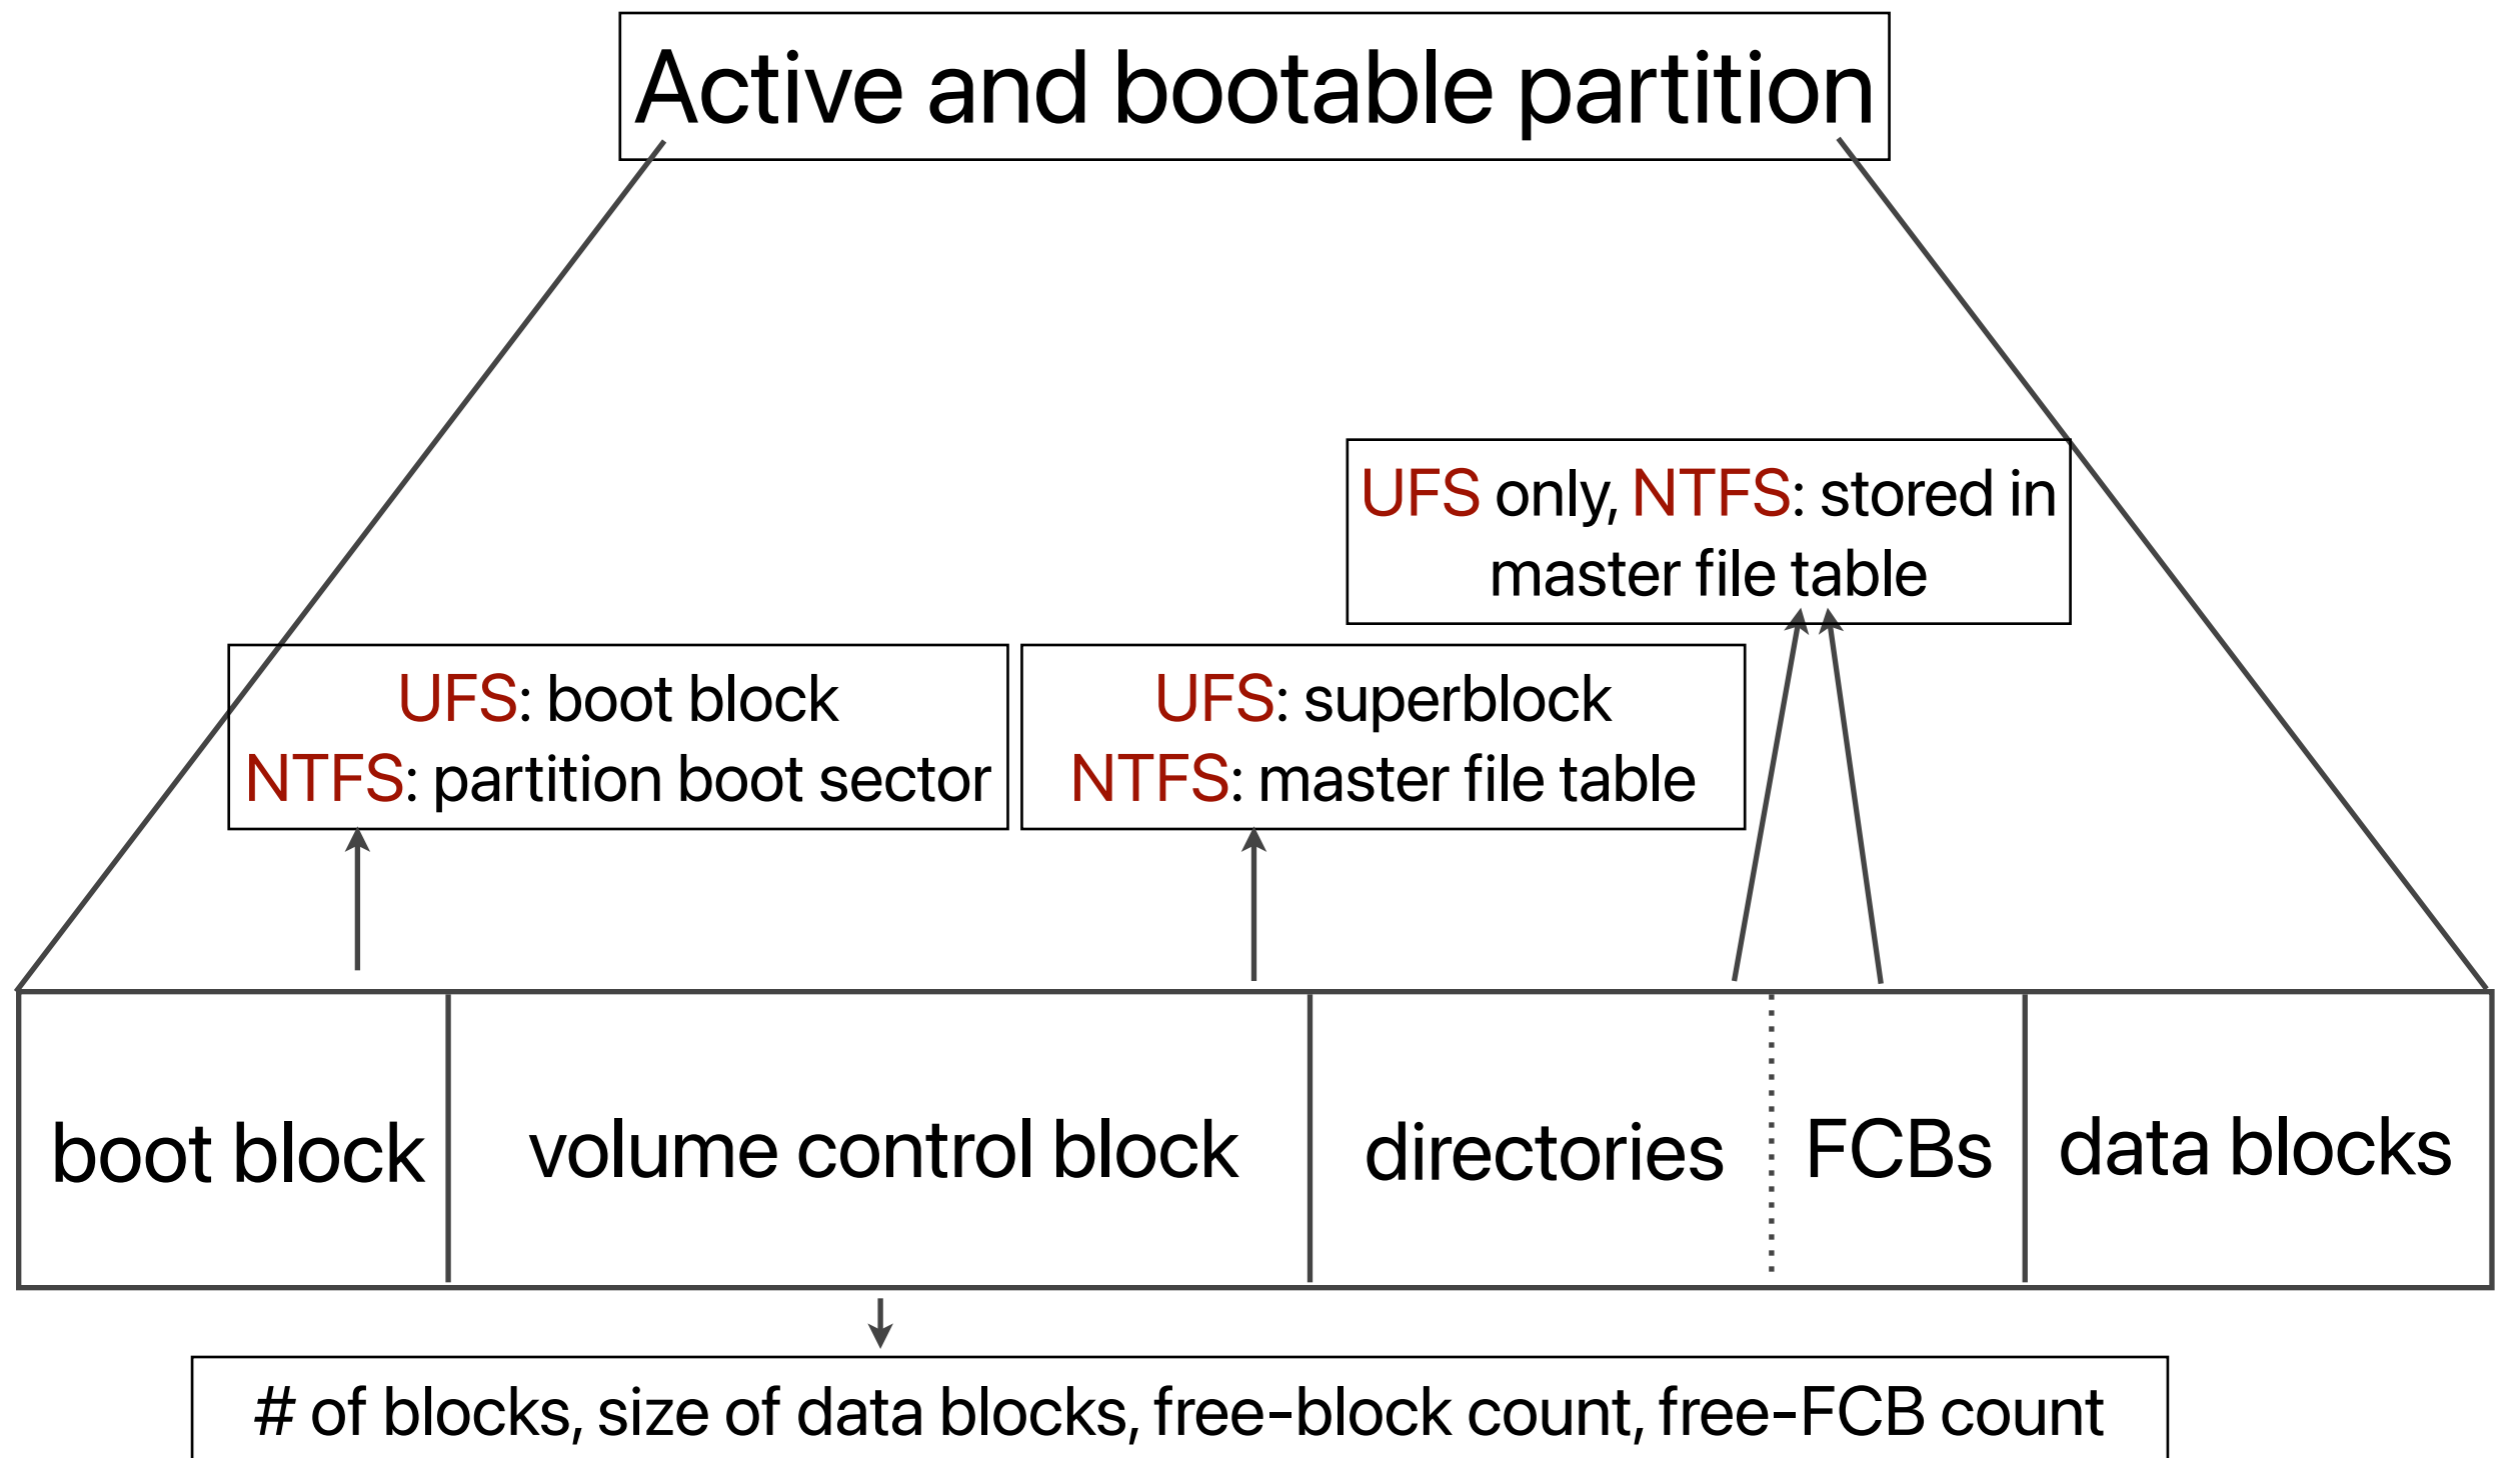 Active and bootable partition
UFS only, NTFS: stored in
master file table
UFS: boot block
NTFS: partition boot sector
UFS: superblock
NTFS: master file table
boot block
volume control block
directories
FCBs
data blocks
# of blocks, size of data blocks, free-block count, free-FCB count